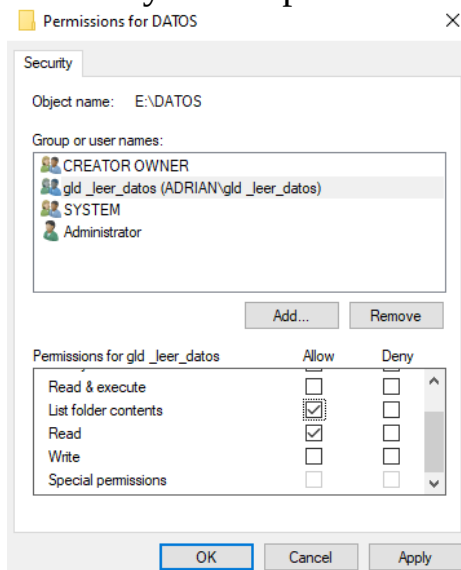 Permissions for DATOS
Security
Object name: E:\DATOS
Group or user names:
CREATOR OWNER
gld _leer_datos (ADRIAN\gld _leer_datos)
SYSTEM
Administrator
Add... Remove
Permissions for gld _leer_datos Allow Deny
Read & execute
List folder contents
Read
Write
Special permissions
OK Cancel Apply